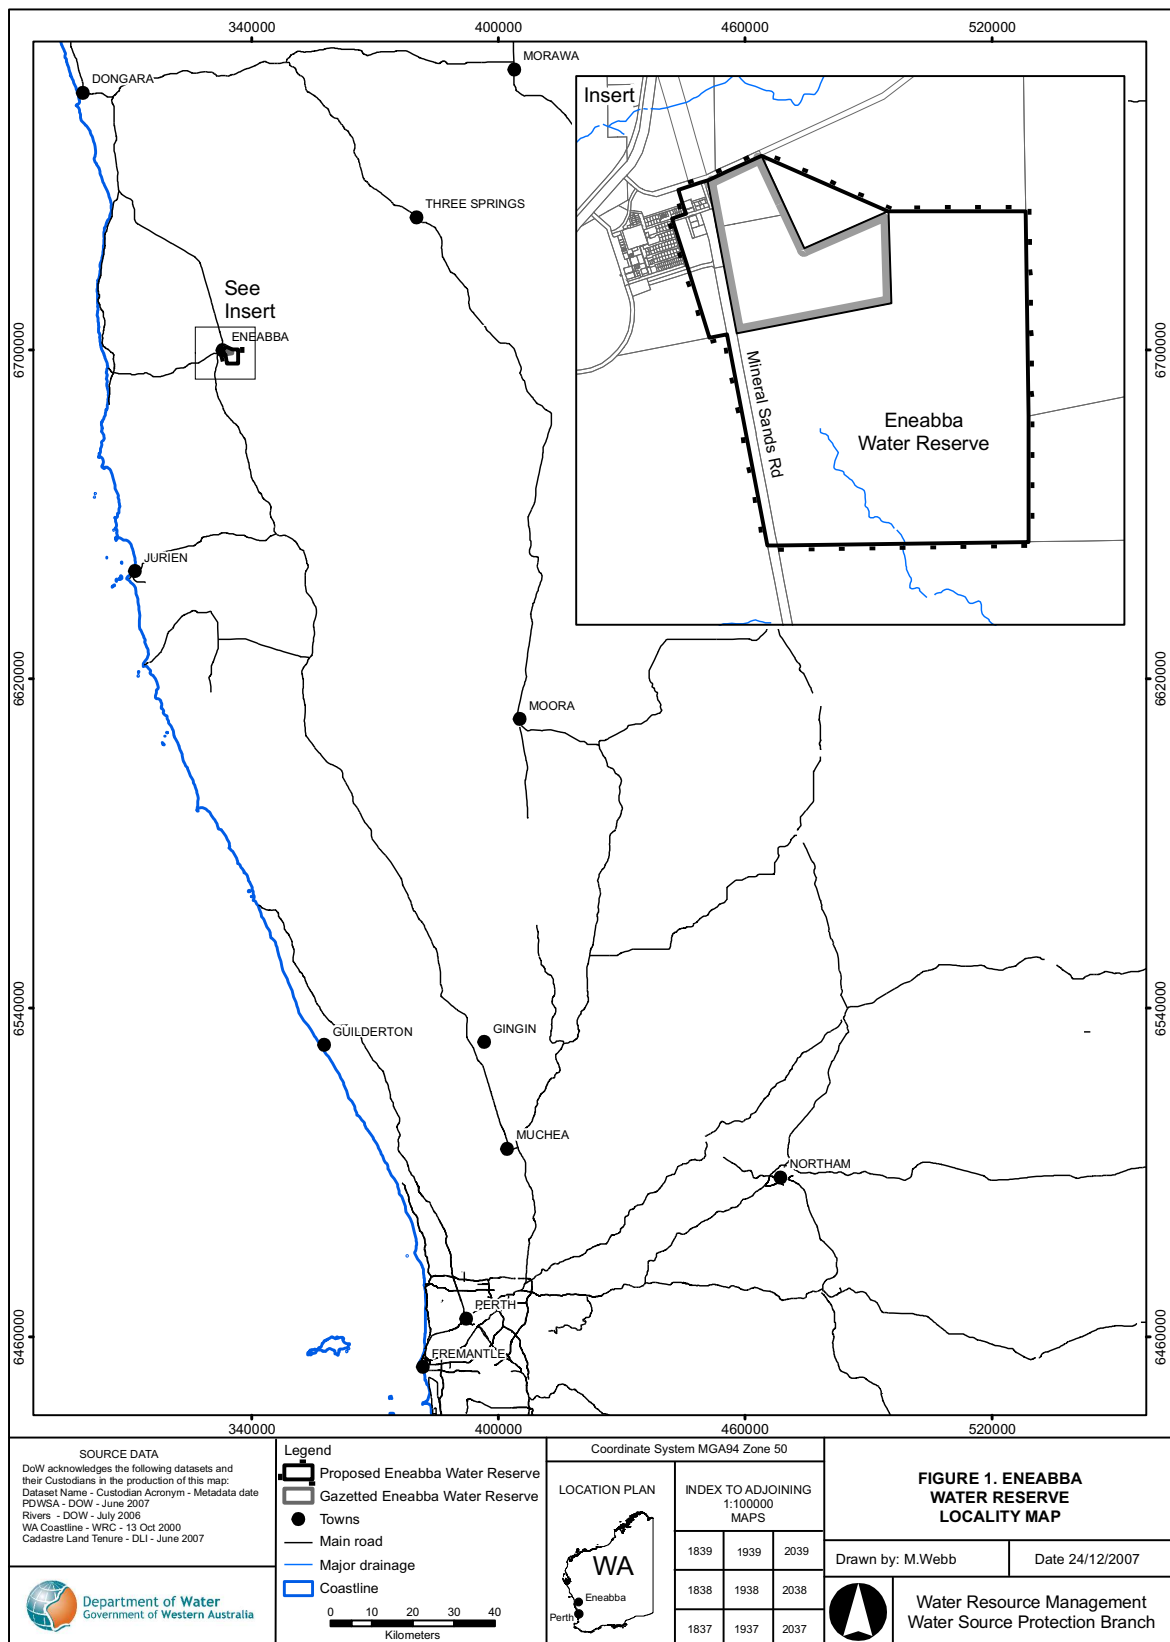 340000
400000
460000
520000
MORAWA
DONGARA
Insert
THREE SPRINGS
See
Insert
ENEABBA
6700000
6700000
Mineral Sands Rd
Eneabba
Water Reserve
JURIEN
6620000
6620000
MOORA
6540000
6540000
GUILDERTON
GINGIN
MUCHEA
NORTHAM
PERTH
6460000
6460000
FREMANTLE
340000
400000
460000
520000
SOURCE DATA
DoW acknowledges the following datasets and
their Custodians in the production of this map:
Dataset Name - Custodian Acronym - Metadata date
PDWSA - DOW - June 2007
Rivers - DOW - July 2006
WA Coastline - WRC - 13 Oct 2000
Cadastre Land Tenure - DLI - June 2007
Department of Water
Government of Western Australia
Legend
Proposed Eneabba Water Reserve
Gazetted Eneabba Water Reserve
Towns
Main road
Major drainage
Coastline
0 10 20 30 40
Kilometers
Coordinate System MGA94 Zone 50
LOCATION PLAN
WA
Eneabba
Perth
INDEX TO ADJOINING
1:100000
MAPS
1839 1939 2039
1838 1938 2038
1837 1937 2037
FIGURE 1. ENEABBA
WATER RESERVE
LOCALITY MAP
Drawn by: M.Webb
Date 24/12/2007
Water Resource Management
Water Source Protection Branch